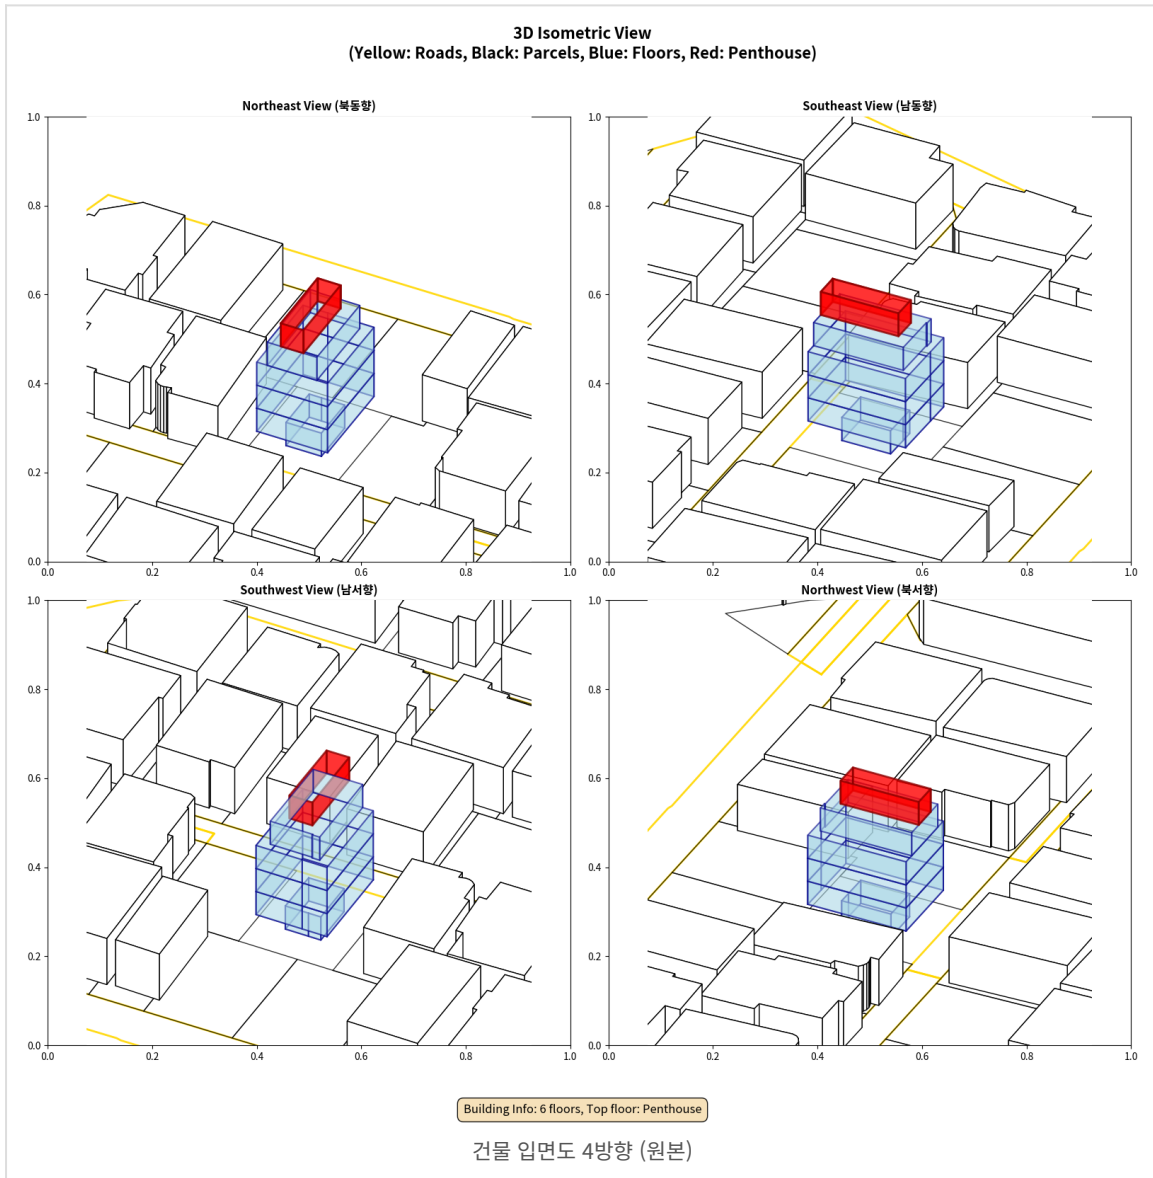 3D Isometric View
(Yellow: Roads, Black: Parcels, Blue: Floors, Red: Penthouse)
Northeast View (북동향)
1.0
0.8
0.6
0.4
0.2
0.0
0.0 0.2 0.4 0.6 0.8 1.0
Southeast View (남동향)
1.0
0.8
0.6
0.4
0.2
0.0
0.0 0.2 0.4 0.6 0.8 1.0
Southwest View (남서향)
1.0
0.8
0.6
0.4
0.2
0.0
0.0 0.2 0.4 0.6 0.8 1.0
Northwest View (북서향)
1.0
0.8
0.6
0.4
0.2
0.0
0.0 0.2 0.4 0.6 0.8 1.0
Building Info: 6 floors, Top floor: Penthouse
건물 입면도 4방향 (원본)